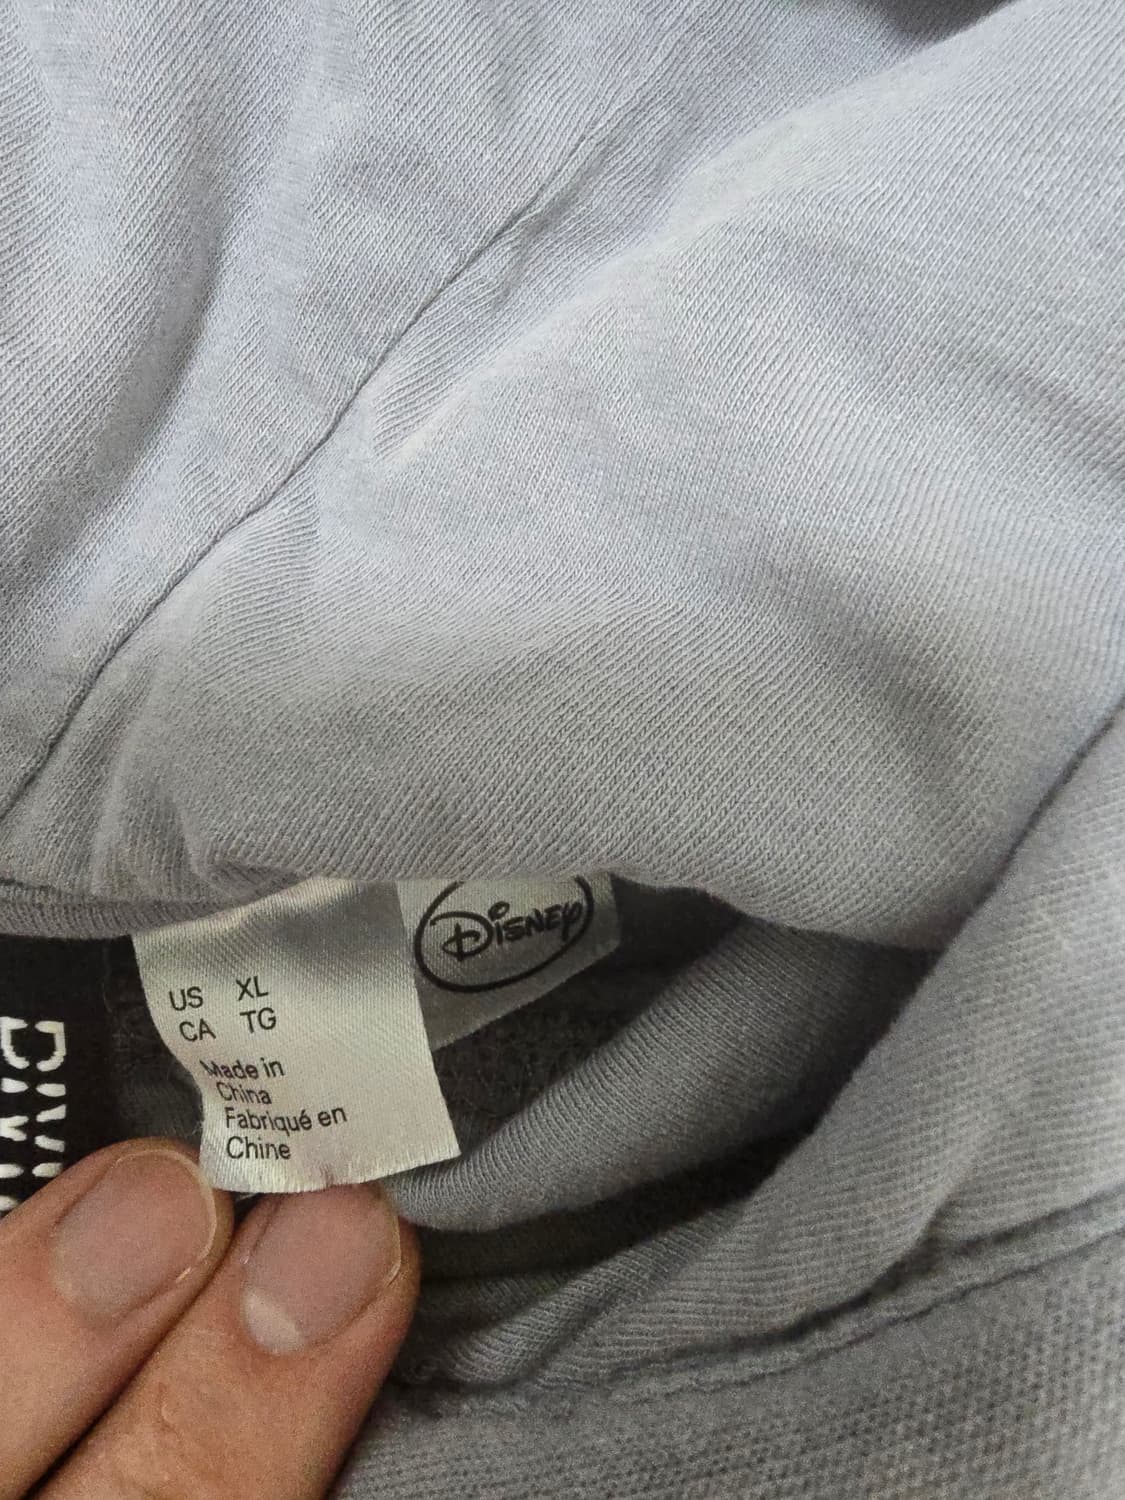 Disney
US XL
CA TG
Made in
China
Fabriqué en
Chine